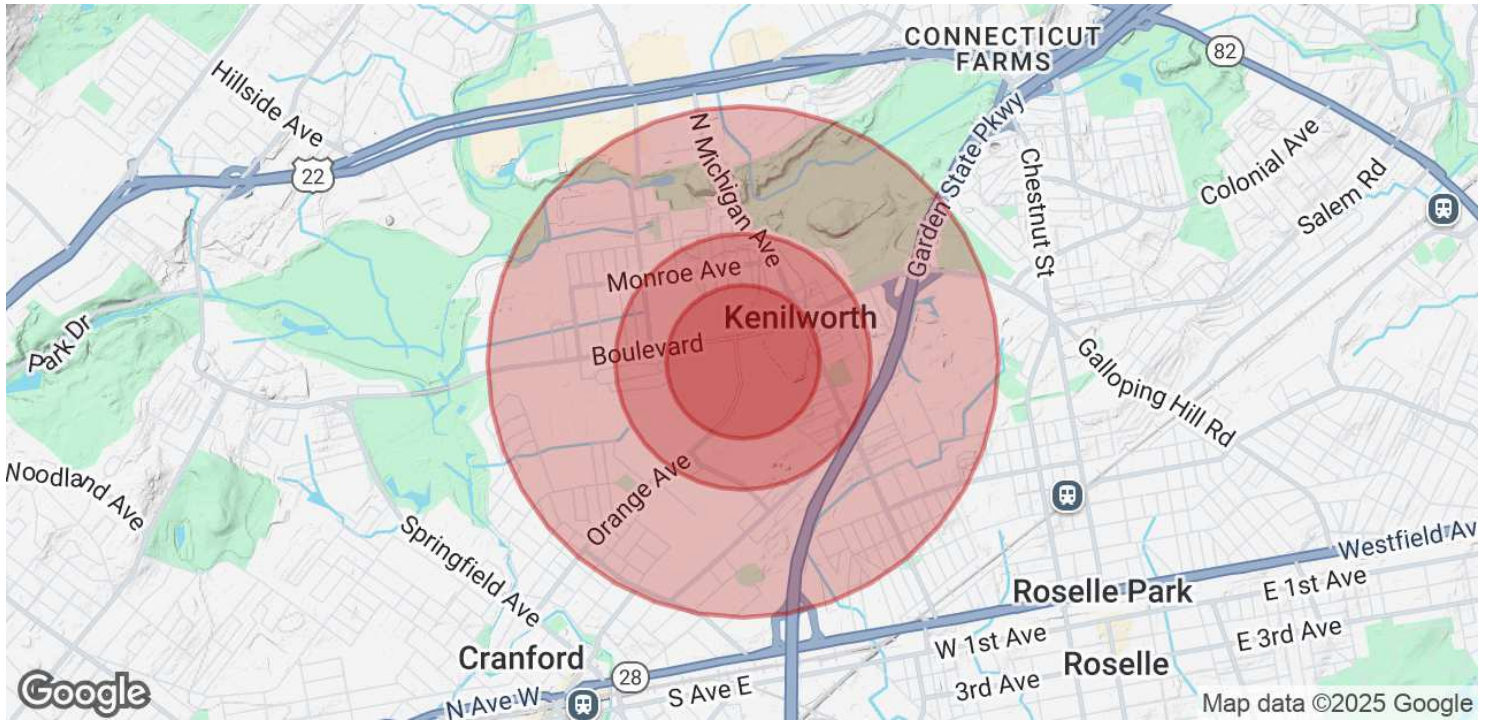 CONNECTICUT
FARMS
82
Hillside Ave
22
N Michigan Ave
Garden State Pkwy
Chestnut St
Colonial Ave
Salem Rd
Monroe Ave
Kenilworth
Boulevard
Park Dr
Galloping Hill Rd
Woodland Ave
Orange Ave
Springfield Ave
Westfield Av
Roselle Park
E 1st Ave
W 1st Ave
E 3rd Ave
Cranford
28
Roselle
3rd Ave
S Ave E
N Ave W
Google
Map data ©2025 Google